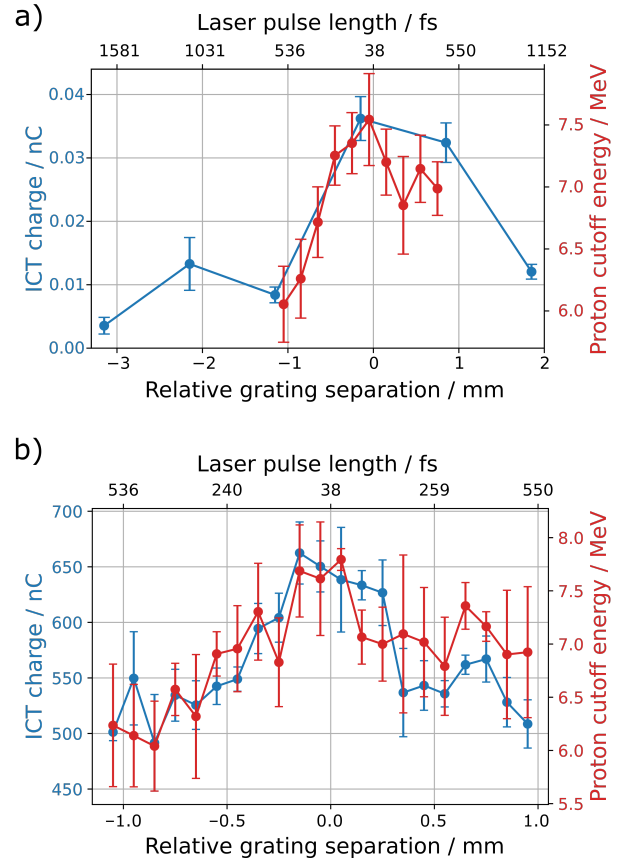 a)
Laser pulse length / fs
1581 1031 536 38 550 1152
0.04
0.03
0.02
0.01
0.00
ICT charge / nC
7.5
7.0
6.5
6.0
Proton cutoff energy / MeV
−3 −2 −1 0 1 2
Relative grating separation / mm
b)
Laser pulse length / fs
536 240 38 259 550
700
650
600
550
500
450
ICT charge / nC
8.0
7.5
7.0
6.5
6.0
5.5
Proton cutoff energy / MeV
−1.0 −0.5 0.0 0.5 1.0
Relative grating separation / mm